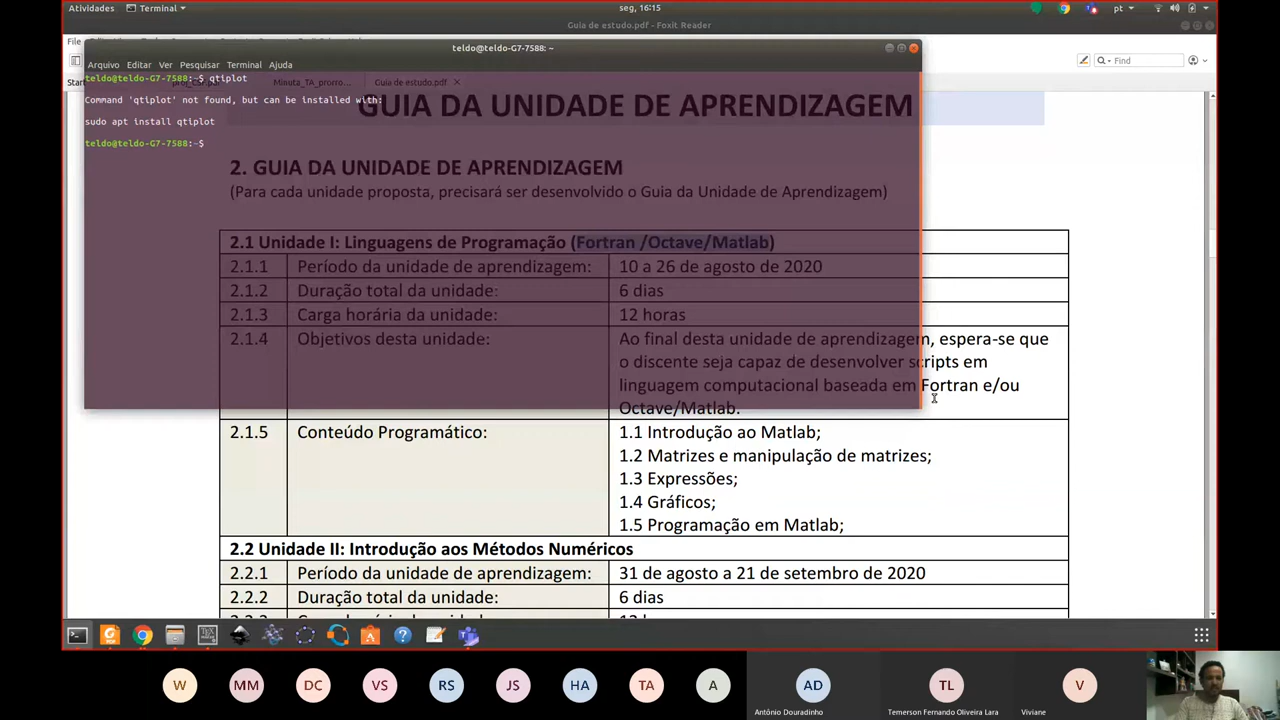 Atividades
Terminal
seg, 16:15
pt
Guia de estudo.pdf - Foxit Reader
File
teldo@teldo-G7-7588: ~
Arquivo Editar Ver Pesquisar Terminal Ajuda
Find
Start
Minuta_TA_prorro...
Guia de estudo.pdf
teldo@teldo-G7-7588:~$ qtiplot
Command 'qtiplot' not found, but can be installed with:
sudo apt install qtiplot
teldo@teldo-G7-7588:~$
GUIA DA UNIDADE DE APRENDIZAGEM
2. GUIA DA UNIDADE DE APRENDIZAGEM
(Para cada unidade proposta, precisará ser desenvolvido o Guia da Unidade de Aprendizagem)
2.1 Unidade I: Linguagens de Programação (Fortran /Octave/Matlab)
2.1.1 Período da unidade de aprendizagem: 10 a 26 de agosto de 2020
2.1.2 Duração total da unidade: 6 dias
2.1.3 Carga horária da unidade: 12 horas
2.1.4 Objetivos desta unidade: Ao final desta unidade de aprendizagem, espera-se que
o discente seja capaz de desenvolver scripts em
linguagem computacional baseada em Fortran e/ou
Octave/Matlab.
2.1.5 Conteúdo Programático: 1.1 Introdução ao Matlab;
1.2 Matrizes e manipulação de matrizes;
1.3 Expressões;
1.4 Gráficos;
1.5 Programação em Matlab;
2.2 Unidade II: Introdução aos Métodos Numéricos
2.2.1 Período da unidade de aprendizagem: 31 de agosto a 21 de setembro de 2020
2.2.2 Duração total da unidade: 6 dias
W MM DC VS RS JS HA TA A AD TL V
Antônio Douradinho
Temerson Fernando Oliveira Lara
Viviane